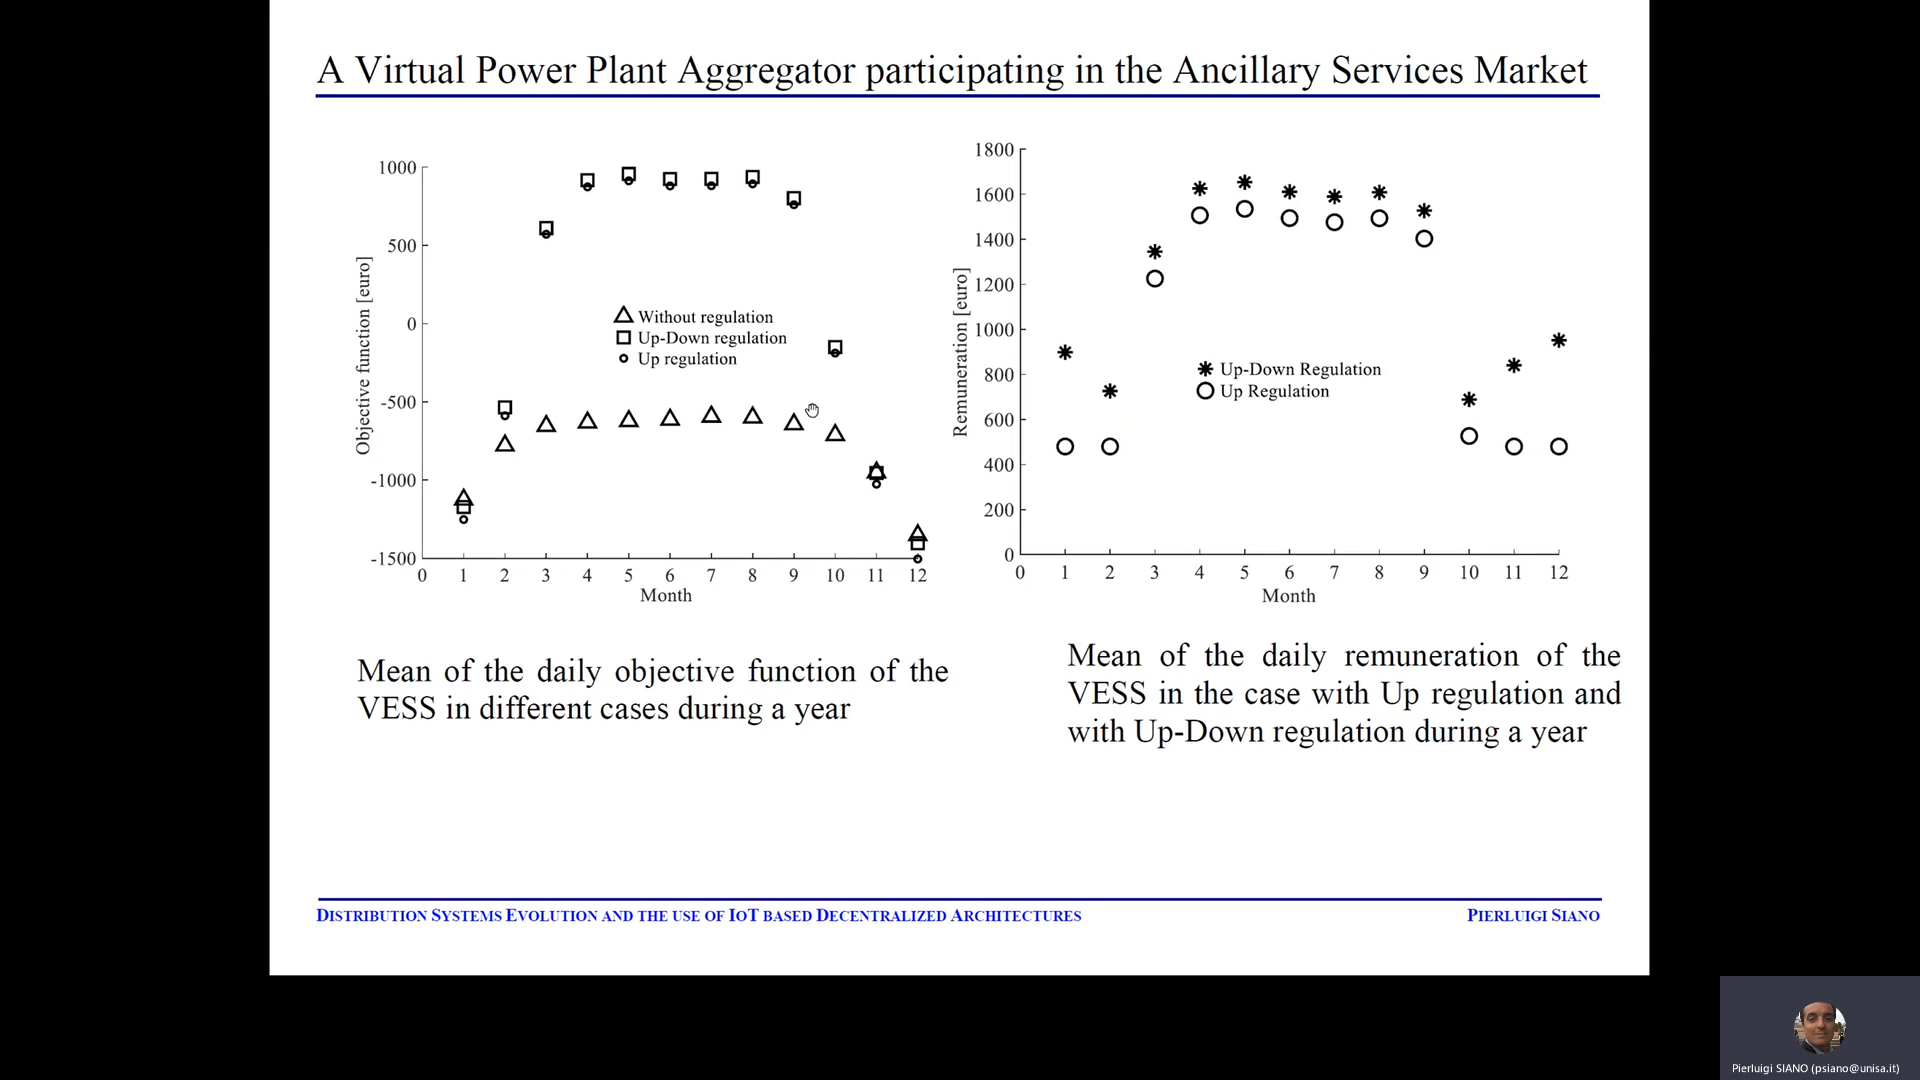 A Virtual Power Plant Aggregator participating in the Ancillary Services Market
1000
500
0
-500
-1000
-1500
Objective function [euro]
Without regulation
Up-Down regulation
Up regulation
0 1 2 3 4 5 6 7 8 9 10 11 12
Month
1800
1600
1400
1200
1000
800
600
400
200
0
Remuneration [euro]
Up-Down Regulation
Up Regulation
0 1 2 3 4 5 6 7 8 9 10 11 12
Month
Mean of the daily objective function of the
VESS in different cases during a year
Mean of the daily remuneration of the
VESS in the case with Up regulation and
with Up-Down regulation during a year
DISTRIBUTION SYSTEMS EVOLUTION AND THE USE OF IOT BASED DECENTRALIZED ARCHITECTURES
PIERLUIGI SIANO
Pierluigi SIANO (psiano@unisa.it)